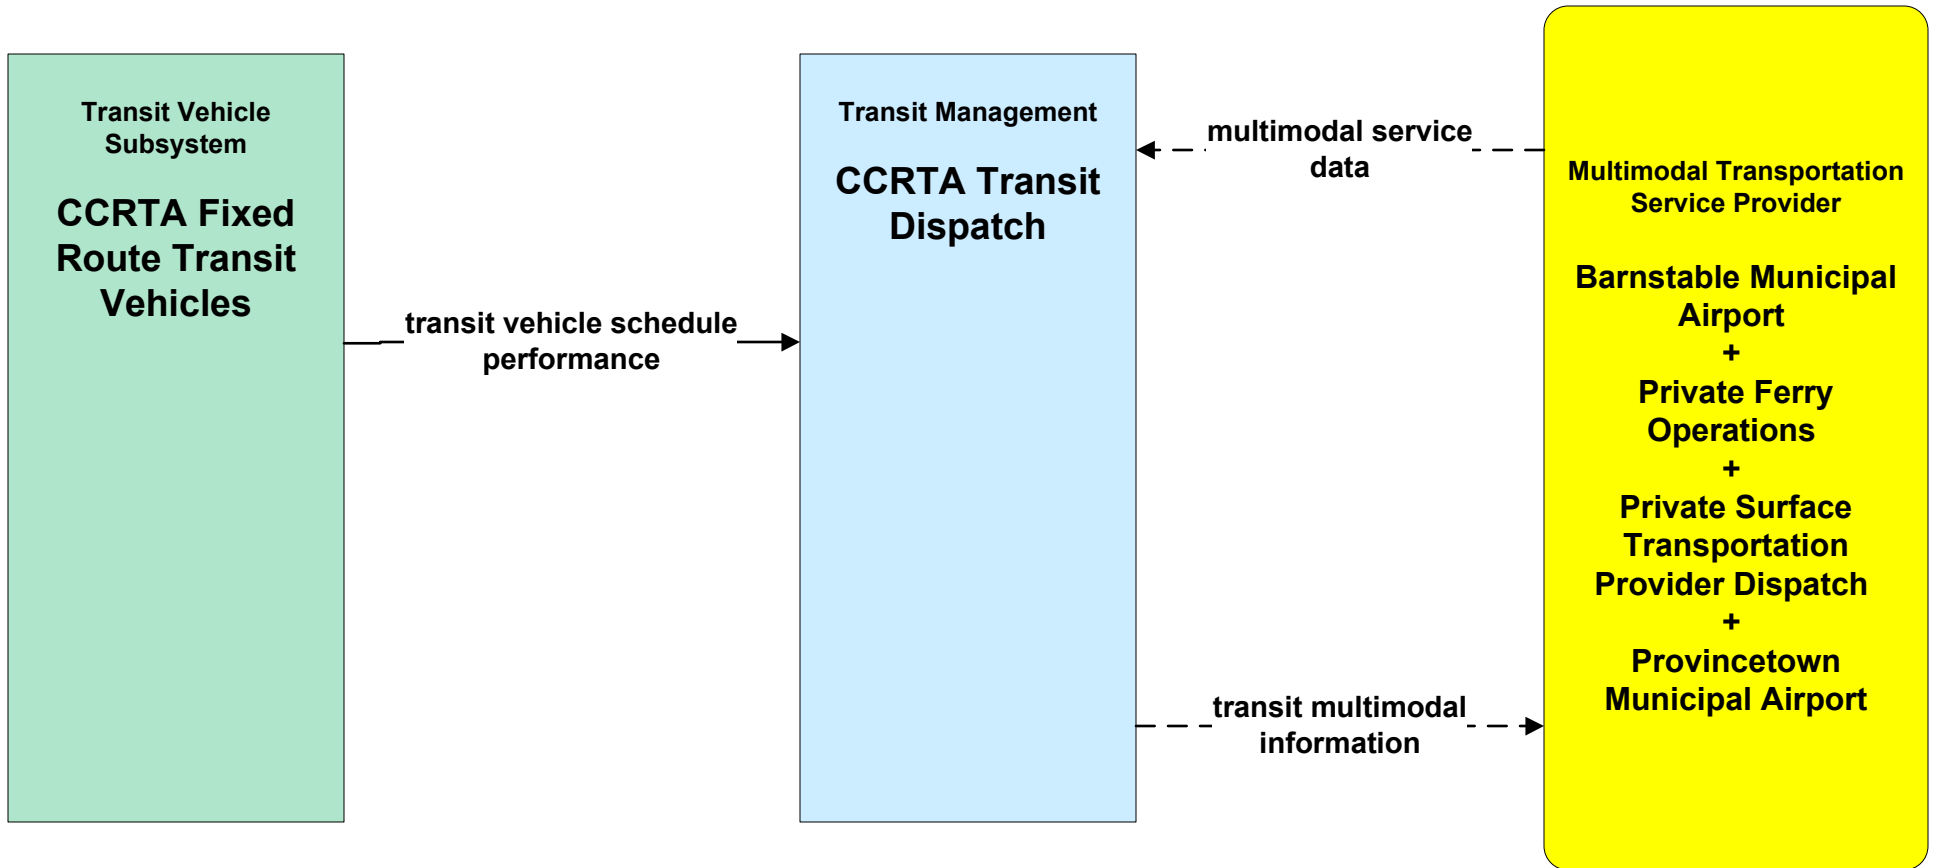 Transit Vehicle
Subsystem
CCRTA Fixed
Route Transit
Vehicles
transit vehicle schedule
performance
Transit Management
CCRTA Transit
Dispatch
multimodal service
data
transit multimodal
information
Multimodal Transportation
Service Provider
Barnstable Municipal
Airport
+
Private Ferry
Operations
+
Private Surface
Transportation
Provider Dispatch
+
Provincetown
Municipal Airport